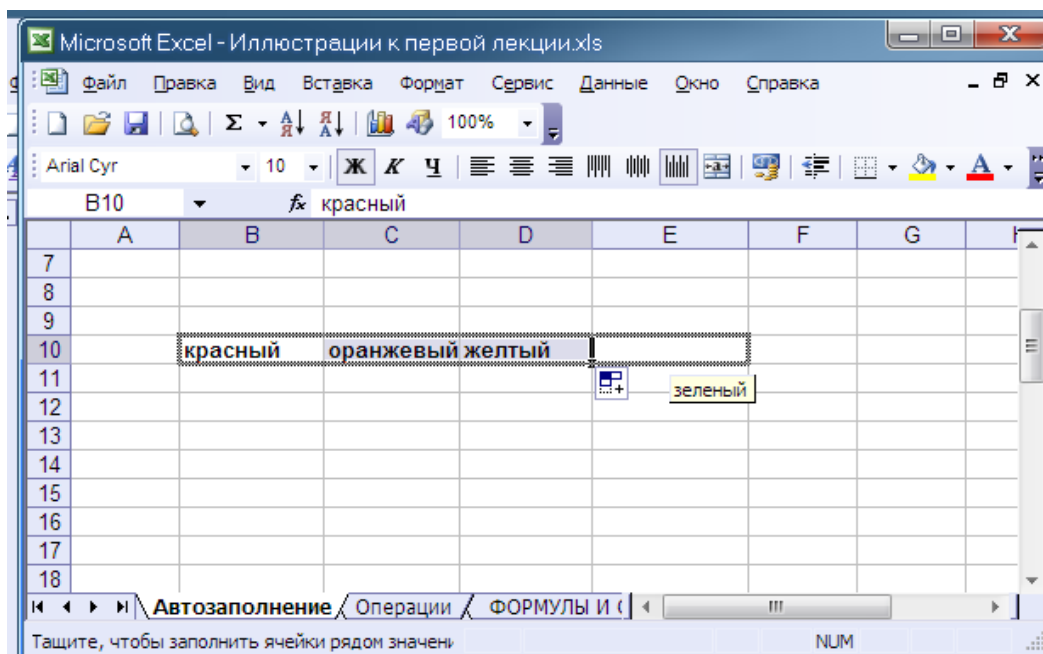 Microsoft Excel - Иллюстрации к первой лекции.xls
Файл Правка Вид Вставка Формат Сервис Данные Окно Справка
Σ А Я Я А 100%
Arial Cyr 10 Ж К Ч А
B10 fx красный
A B C D E F G
7
8
9
10 красный оранжевый желтый
11
зеленый
12
13
14
15
16
17
18
Автозаполнение Операции ФОРМУЛЫ И
Тащите, чтобы заполнить ячейки рядом NUM